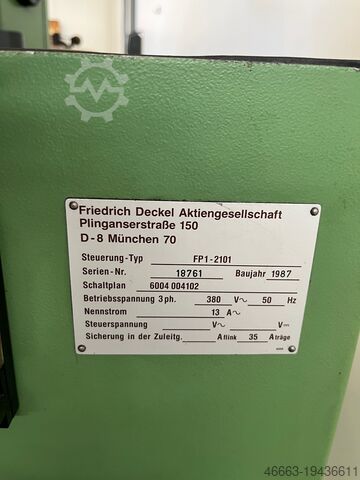 Friedrich Deckel Aktiengesellschaft
Plinganserstraße 150
D-8 München 70
Steuerung-Typ FP1-2101
Serien-Nr. 18761 Baujahr 1987
Schaltplan 6004 004102
Betriebsspannung 3 ph. 380 V~ 50 Hz
Nennstrom 13 A~
Steuerspannung V~ V⎓
Sicherung in der Zuleitg. A flink 35 A träge
46663-19436611